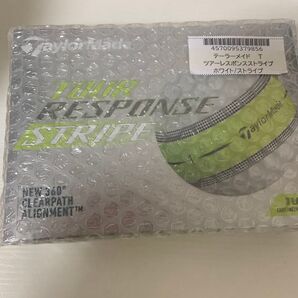 TaylorMade
4570095379856
テーラーメイド T
ツアーレスポンスストライプ
ホワイト/ストライプ
TOUR
RESPONSE
STRIPE
TaylorMade
NEW 360°
CLEARPATH
ALIGNMENT™